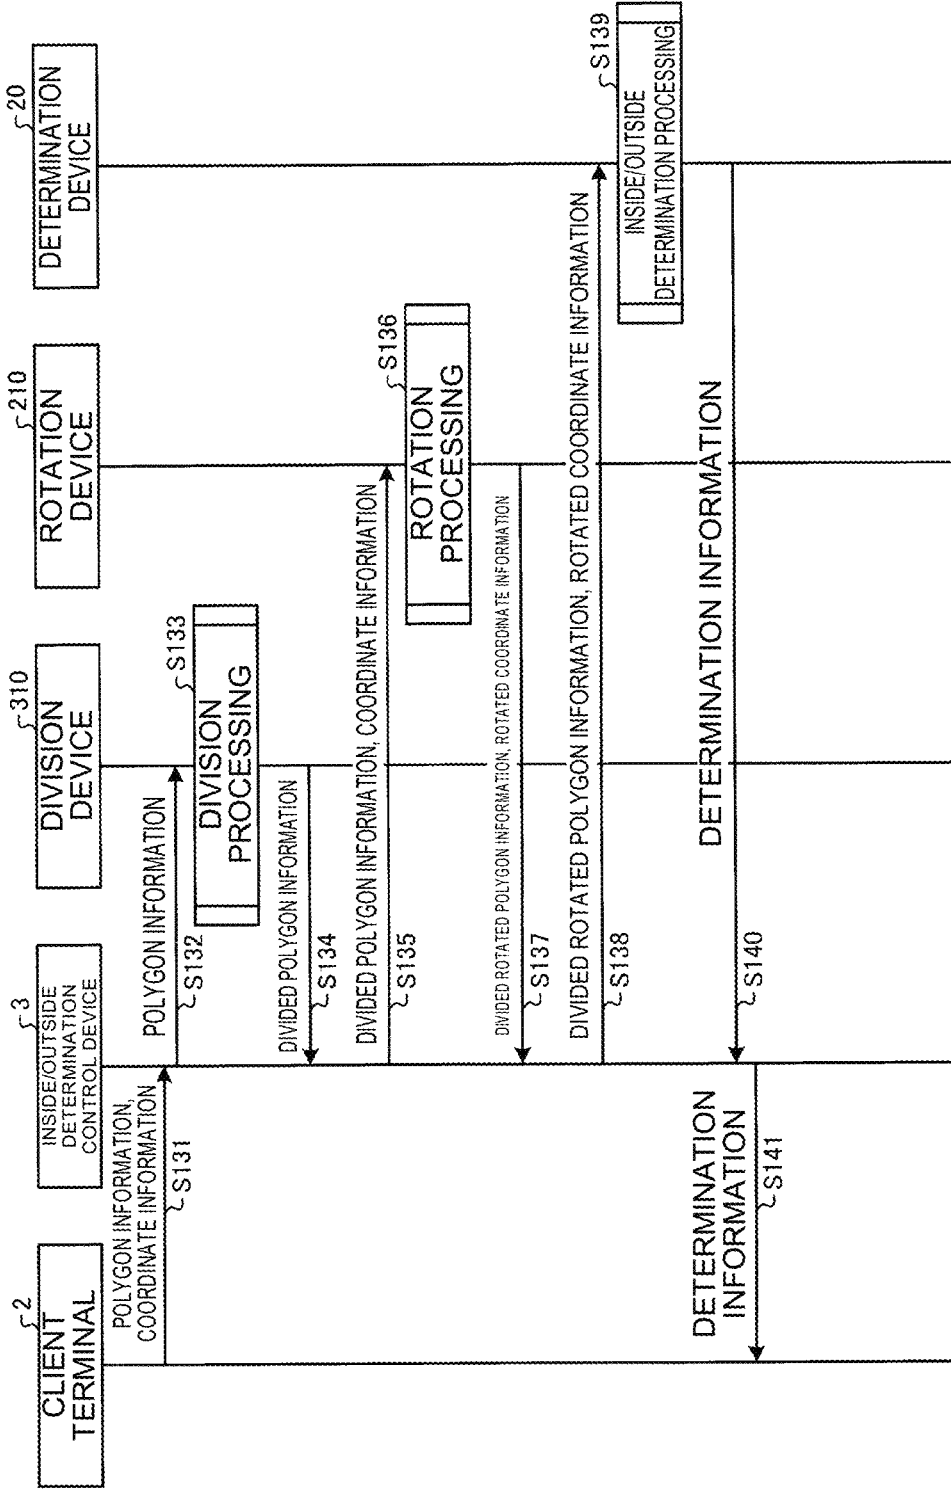 2
CLIENT
TERMINAL
3
INSIDE/OUTSIDE
DETERMINATION
CONTROL DEVICE
310
DIVISION
DEVICE
210
ROTATION
DEVICE
20
DETERMINATION
DEVICE
POLYGON INFORMATION,
COORDINATE INFORMATION
S131
POLYGON INFORMATION
S132
S133
DIVISION
PROCESSING
DIVIDED POLYGON INFORMATION
S134
DIVIDED POLYGON INFORMATION, COORDINATE INFORMATION
S135
S136
ROTATION
PROCESSING
DIVIDED ROTATED POLYGON INFORMATION, ROTATED COORDINATE INFORMATION
S137
DIVIDED ROTATED POLYGON INFORMATION, ROTATED COORDINATE INFORMATION
S138
S139
INSIDE/OUTSIDE
DETERMINATION PROCESSING
DETERMINATION INFORMATION
S140
DETERMINATION
INFORMATION
S141